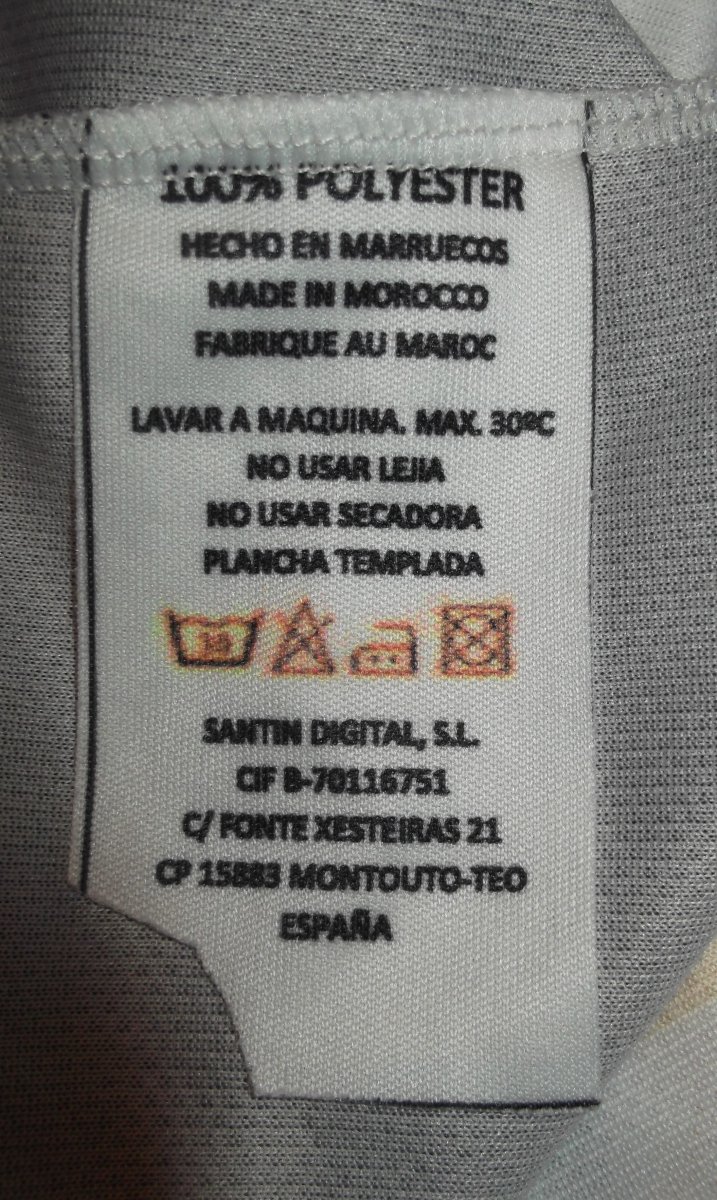 100% POLYESTER
HECHO EN MARRUECOS
MADE IN MOROCCO
FABRIQUE AU MAROC
LAVAR A MAQUINA. MAX. 30ºC
NO USAR LEJIA
NO USAR SECADORA
PLANCHA TEMPLADA
30
SANTIN DIGITAL, S.L.
CIF B-70116751
C/ FONTE XESTEIRAS 21
CP 15883 MONTOUTO-TEO
ESPAÑA